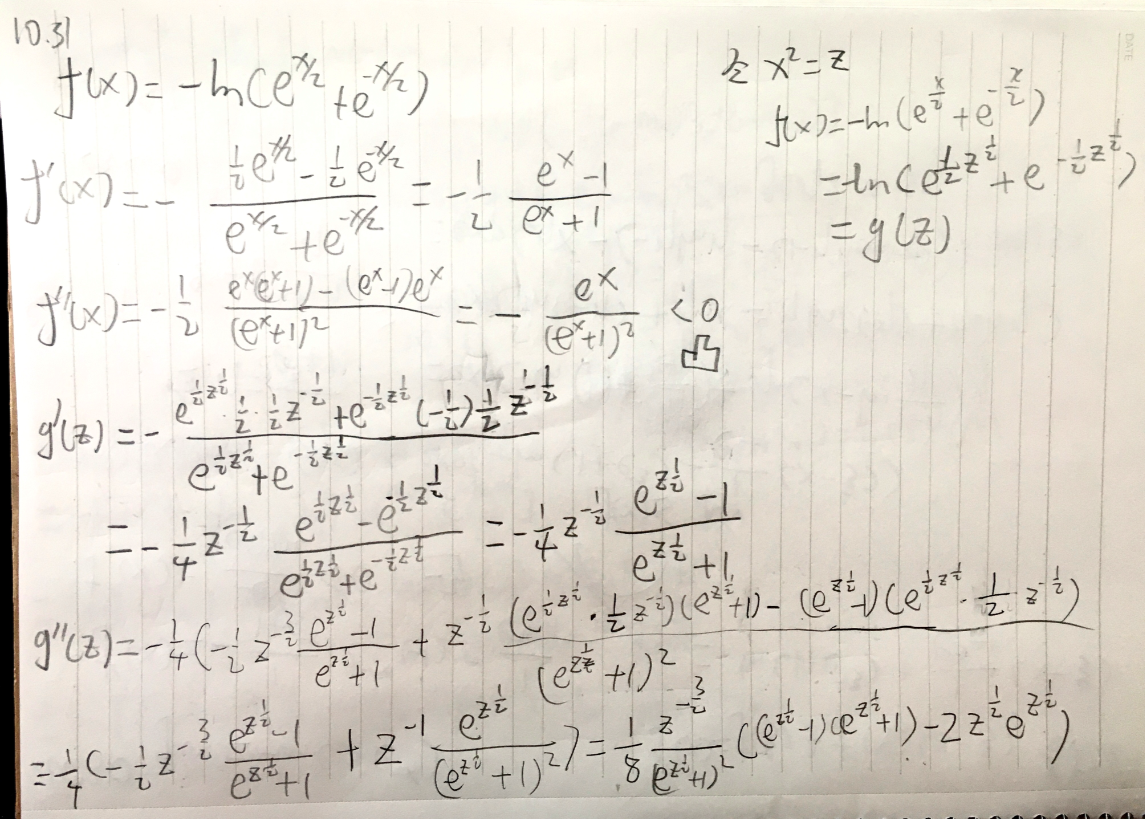 10.31
f(x) = -ln(e^{x/2} + e^{-x/2})
f'(x) = - \frac{\frac{1}{2}e^{x/2} - \frac{1}{2}e^{-x/2}}{e^{x/2} + e^{-x/2}} = -\frac{1}{2} \frac{e^x - 1}{e^x + 1}
f''(x) = -\frac{1}{2} \frac{e^x(e^x+1) - (e^x-1)e^x}{(e^x+1)^2} = - \frac{e^x}{(e^x+1)^2} < 0
凸
令 x^2 = z
f(x) = -ln(e^{\frac{x}{2}} + e^{-\frac{x}{2}})
= -ln(e^{\frac{1}{2}z^{\frac{1}{2}}} + e^{-\frac{1}{2}z^{\frac{1}{2}}})
= g(z)
g'(z) = - \frac{e^{\frac{1}{2}z^{\frac{1}{2}}} \cdot \frac{1}{2} \cdot \frac{1}{2}z^{-\frac{1}{2}} + e^{-\frac{1}{2}z^{\frac{1}{2}}} (-\frac{1}{2}) \frac{1}{2} z^{-\frac{1}{2}}}{e^{\frac{1}{2}z^{\frac{1}{2}}} + e^{-\frac{1}{2}z^{\frac{1}{2}}}}
= -\frac{1}{4} z^{-\frac{1}{2}} \frac{e^{\frac{1}{2}z^{\frac{1}{2}}} - e^{-\frac{1}{2}z^{\frac{1}{2}}}}{e^{\frac{1}{2}z^{\frac{1}{2}}} + e^{-\frac{1}{2}z^{\frac{1}{2}}}} = -\frac{1}{4} z^{-\frac{1}{2}} \frac{e^{z^{\frac{1}{2}}} - 1}{e^{z^{\frac{1}{2}}} + 1}
g''(z) = -\frac{1}{4}(-\frac{1}{2} z^{-\frac{3}{2}} \frac{e^{z^{\frac{1}{2}}} - 1}{e^{z^{\frac{1}{2}}} + 1} + z^{-\frac{1}{2}} \frac{(e^{\frac{1}{2}z^{\frac{1}{2}}} \cdot \frac{1}{2} z^{-\frac{1}{2}})(e^{z^{\frac{1}{2}}} + 1) - (e^{z^{\frac{1}{2}}} - 1)(e^{\frac{1}{2}z^{\frac{1}{2}}} \cdot \frac{1}{2} z^{-\frac{1}{2}})}{(e^{z^{\frac{1}{2}}} + 1)^2}
= -\frac{1}{4}(-\frac{1}{2} z^{-\frac{3}{2}} \frac{e^{z^{\frac{1}{2}}} - 1}{e^{z^{\frac{1}{2}}} + 1} + z^{-1} \frac{e^{z^{\frac{1}{2}}}}{(e^{z^{\frac{1}{2}}} + 1)^2}) = \frac{1}{8} \frac{z^{-\frac{3}{2}}}{(e^{z^{\frac{1}{2}}} + 1)^2} ((e^{z^{\frac{1}{2}}} - 1)(e^{z^{\frac{1}{2}}} + 1) - 2z^{\frac{1}{2}} e^{z^{\frac{1}{2}}})
DATE